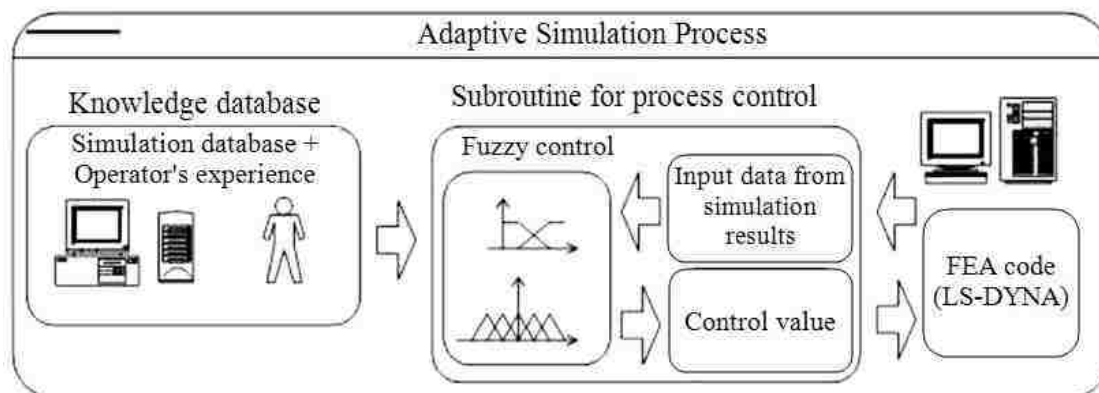 Adaptive Simulation Process
Knowledge database
Simulation database +
Operator's experience
Subroutine for process control
Fuzzy control
Input data from
simulation
results
Control value
FEA code
(LS-DYNA)